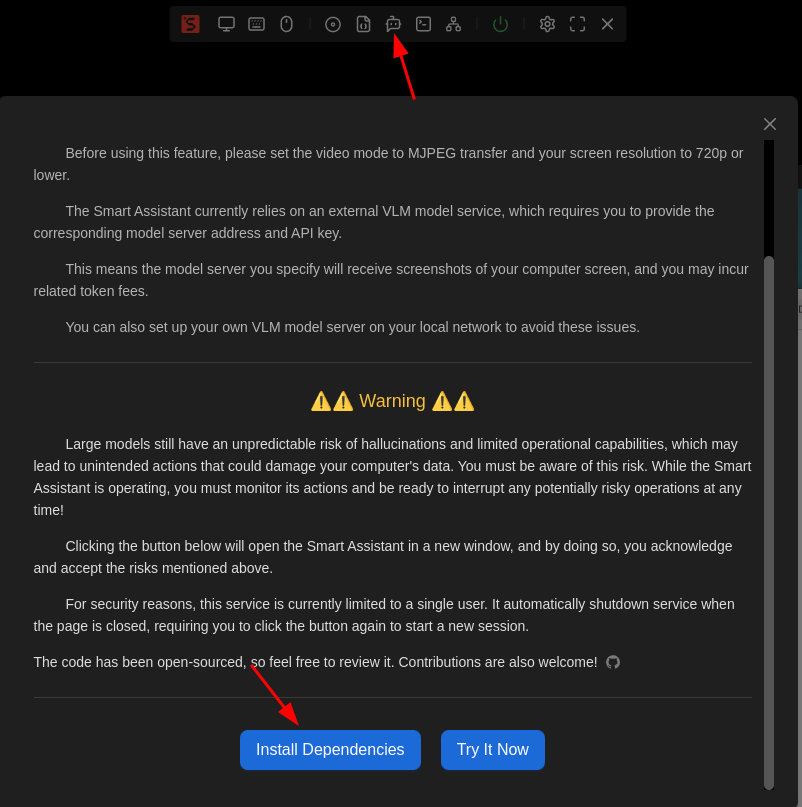 Before using this feature, please set the video mode to MJPEG transfer and your screen resolution to 720p or
lower.
The Smart Assistant currently relies on an external VLM model service, which requires you to provide the
corresponding model server address and API key.
This means the model server you specify will receive screenshots of your computer screen, and you may incur
related token fees.
You can also set up your own VLM model server on your local network to avoid these issues.
⚠️⚠️ Warning ⚠️⚠️
Large models still have an unpredictable risk of hallucinations and limited operational capabilities, which may
lead to unintended actions that could damage your computer's data. You must be aware of this risk. While the Smart
Assistant is operating, you must monitor its actions and be ready to interrupt any potentially risky operations at any
time!
Clicking the button below will open the Smart Assistant in a new window, and by doing so, you acknowledge
and accept the risks mentioned above.
For security reasons, this service is currently limited to a single user. It automatically shutdown service when
the page is closed, requiring you to click the button again to start a new session.
The code has been open-sourced, so feel free to review it. Contributions are also welcome!
Install Dependencies
Try It Now